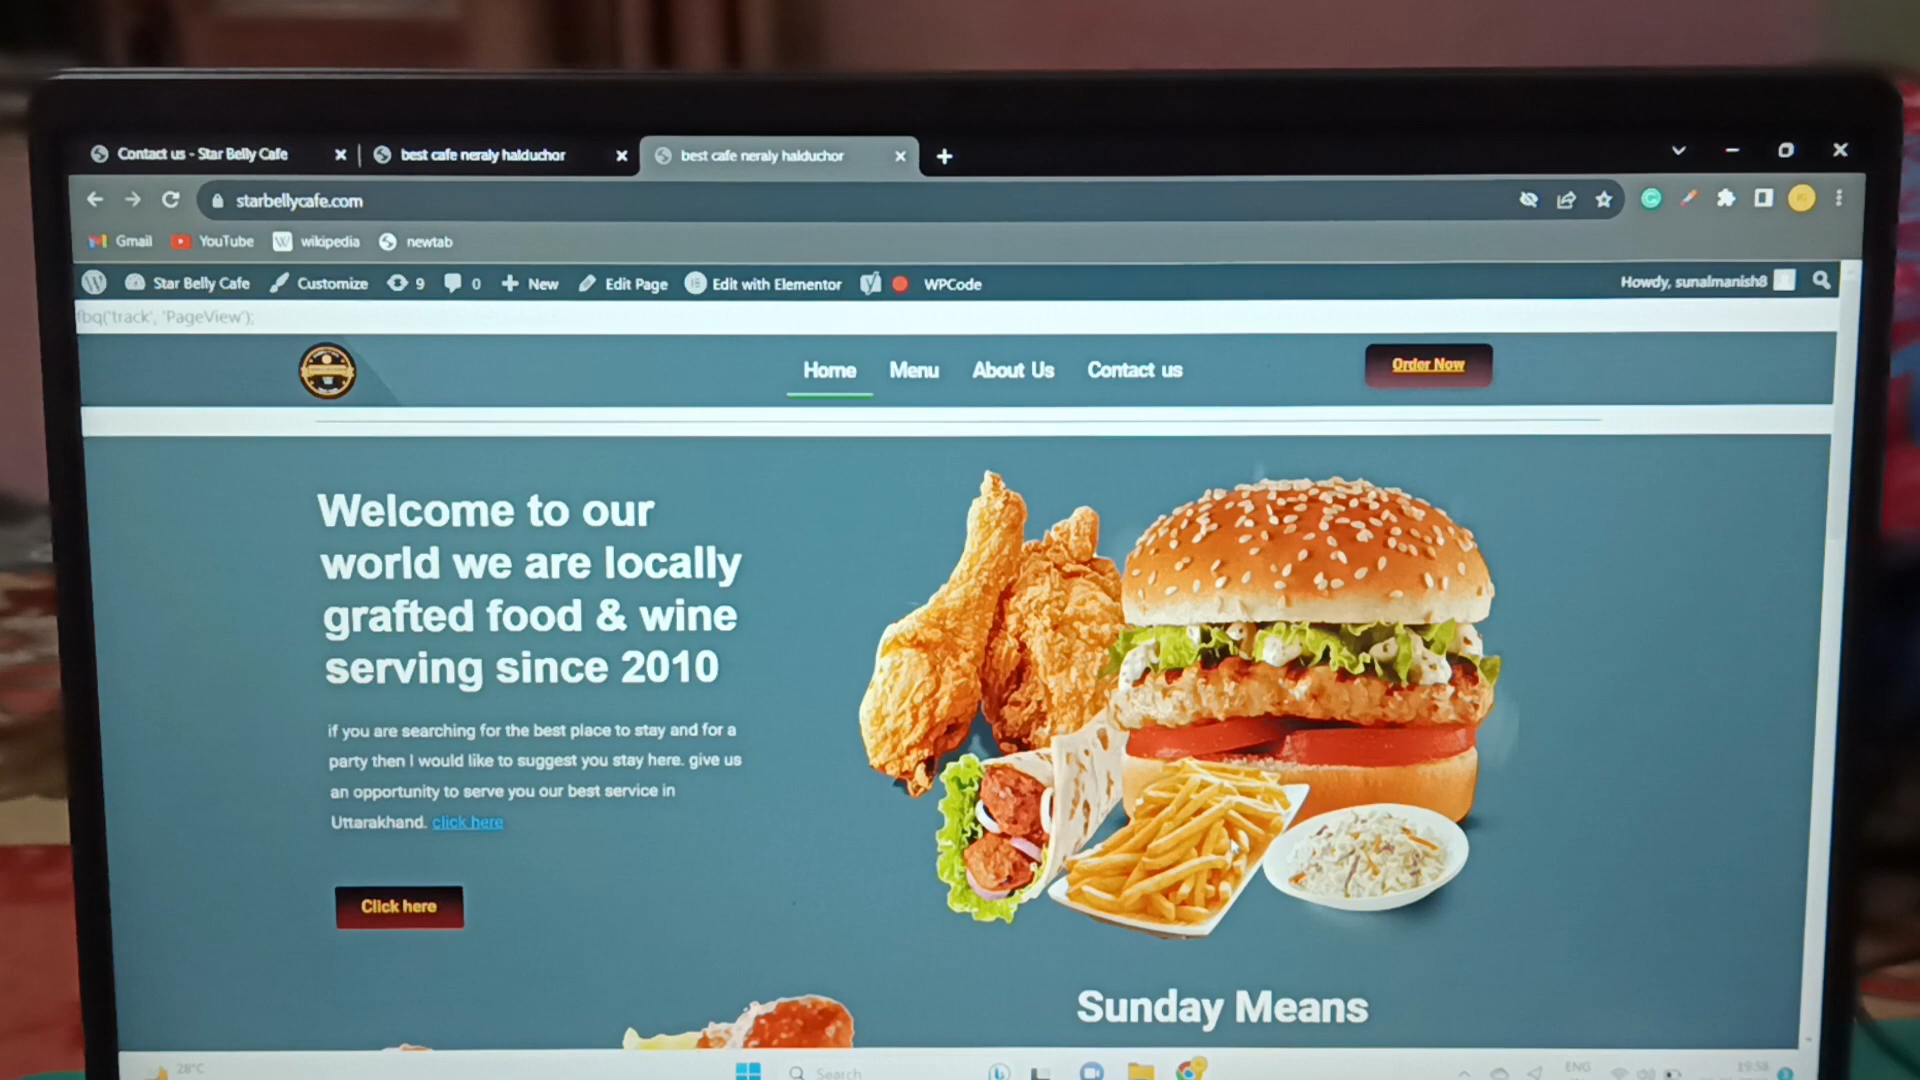 Contact us - Star Belly Cafe
best cafe neraly halduchor
best cafe neraly halduchor
starbellycafe.com
Gmail YouTube wikipedia newtab
Star Belly Cafe Customize 9 0 New Edit Page Edit with Elementor WPCode Howdy, sunalmanish8
fbq('track', 'PageView');
Home Menu About Us Contact us Order Now
Welcome to our
world we are locally
grafted food & wine
serving since 2010
if you are searching for the best place to stay and for a
party then I would like to suggest you stay here. give us
an opportunity to serve you our best service in
Uttarakhand. click here
Click here
Sunday Means
28°C Search ENG 19:58